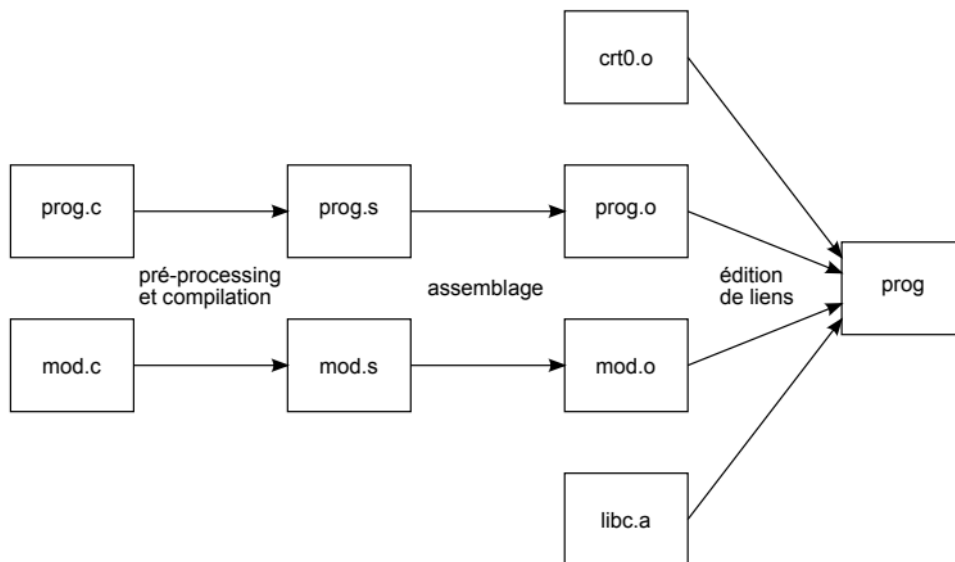 crt0.o
prog.c
prog.s
prog.o
pré-processing
et compilation
assemblage
édition
de liens
prog
mod.c
mod.s
mod.o
libc.a